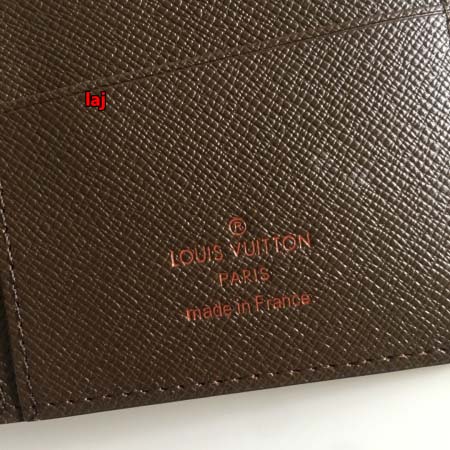 laj
®
LOUIS VUITTON
PARIS
made in France